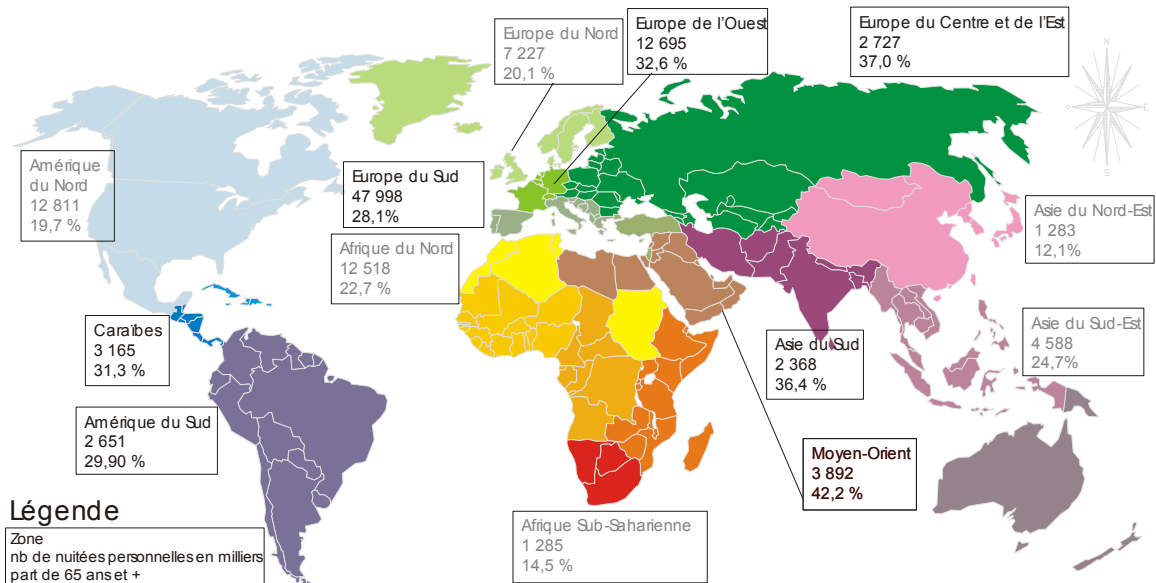 Europe du Nord
7 227
20,1 %
Europe de l'Ouest
12 695
32,6 %
Europe du Centre et de l'Est
2 727
37,0 %
N
E
S
O
Amérique
du Nord
12 811
19,7 %
Europe du Sud
47 998
28,1%
Afrique du Nord
12 518
22,7 %
Asie du Nord-Est
1 283
12,1%
Caraïbes
3 165
31,3 %
Asie du Sud
2 368
36,4 %
Asie du Sud-Est
4 588
24,7%
Amérique du Sud
2 651
29,90 %
Moyen-Orient
3 892
42,2 %
Afrique Sub-Saharienne
1 285
14,5 %
Légende
Zone
nb de nuitées personnelles en milliers
part de 65 ans et +